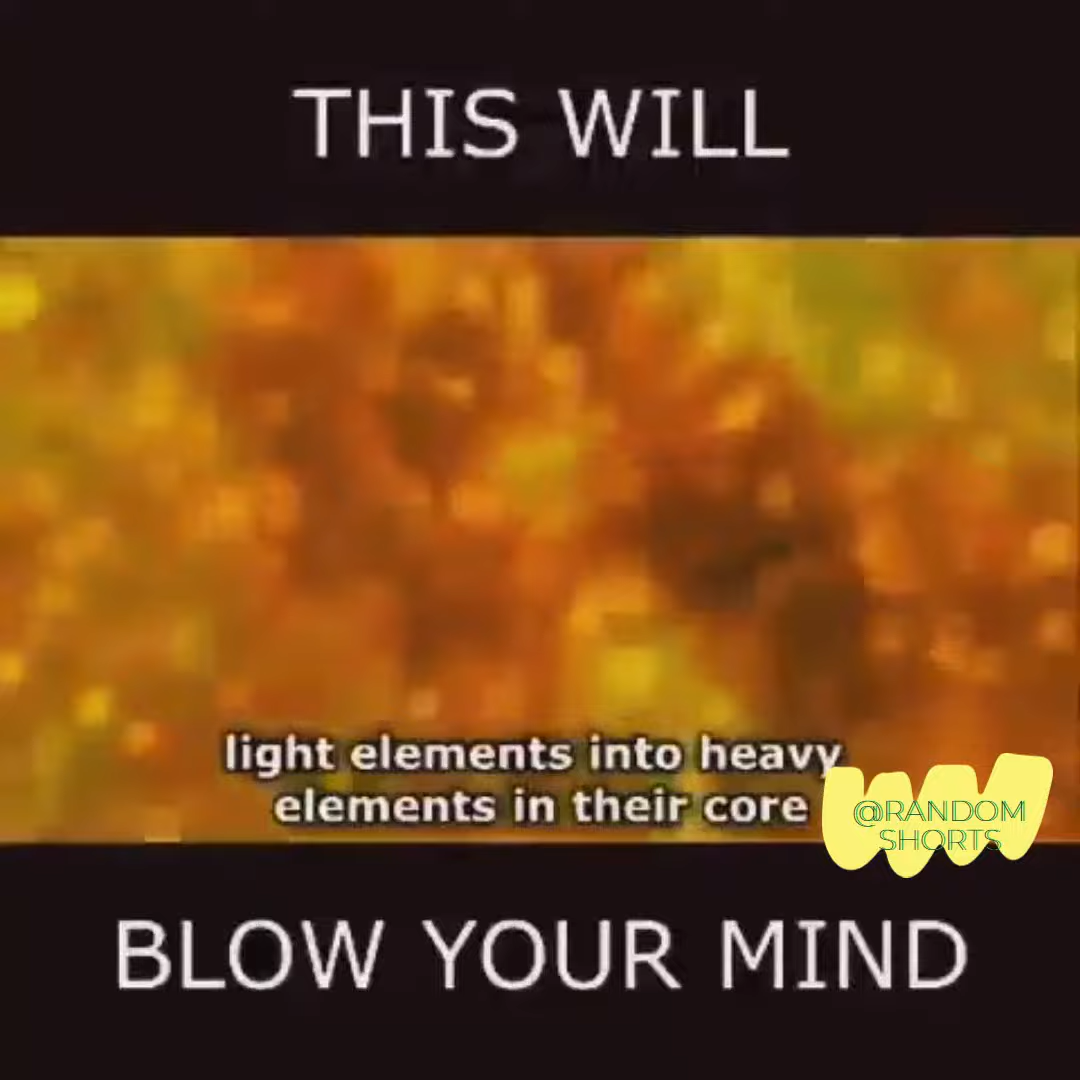 THIS WILL
light elements into heavy
elements in their core
@RANDOM
SHORTS
BLOW YOUR MIND